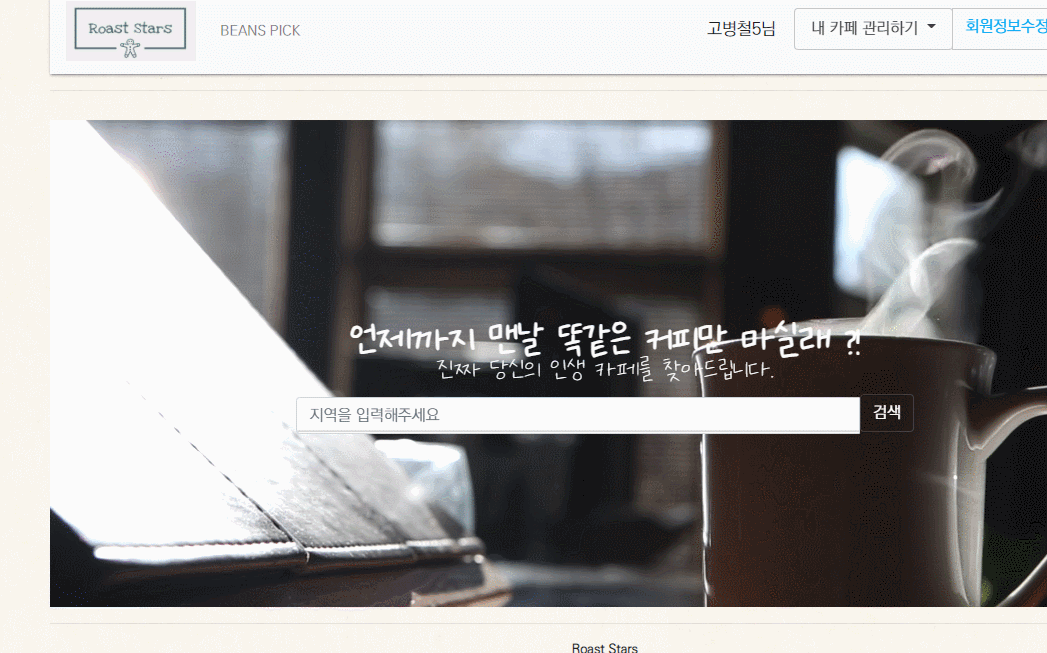 Roast Stars
BEANS PICK
고병철5님
내 카페 관리하기
회원정보수정
언제까지 맨날 똑같은 커피맡 마실래 ?!
진짜 당신의 인생 카페를 찾아드립니다.
지역을 입력해주세요
검색
Roast Stars